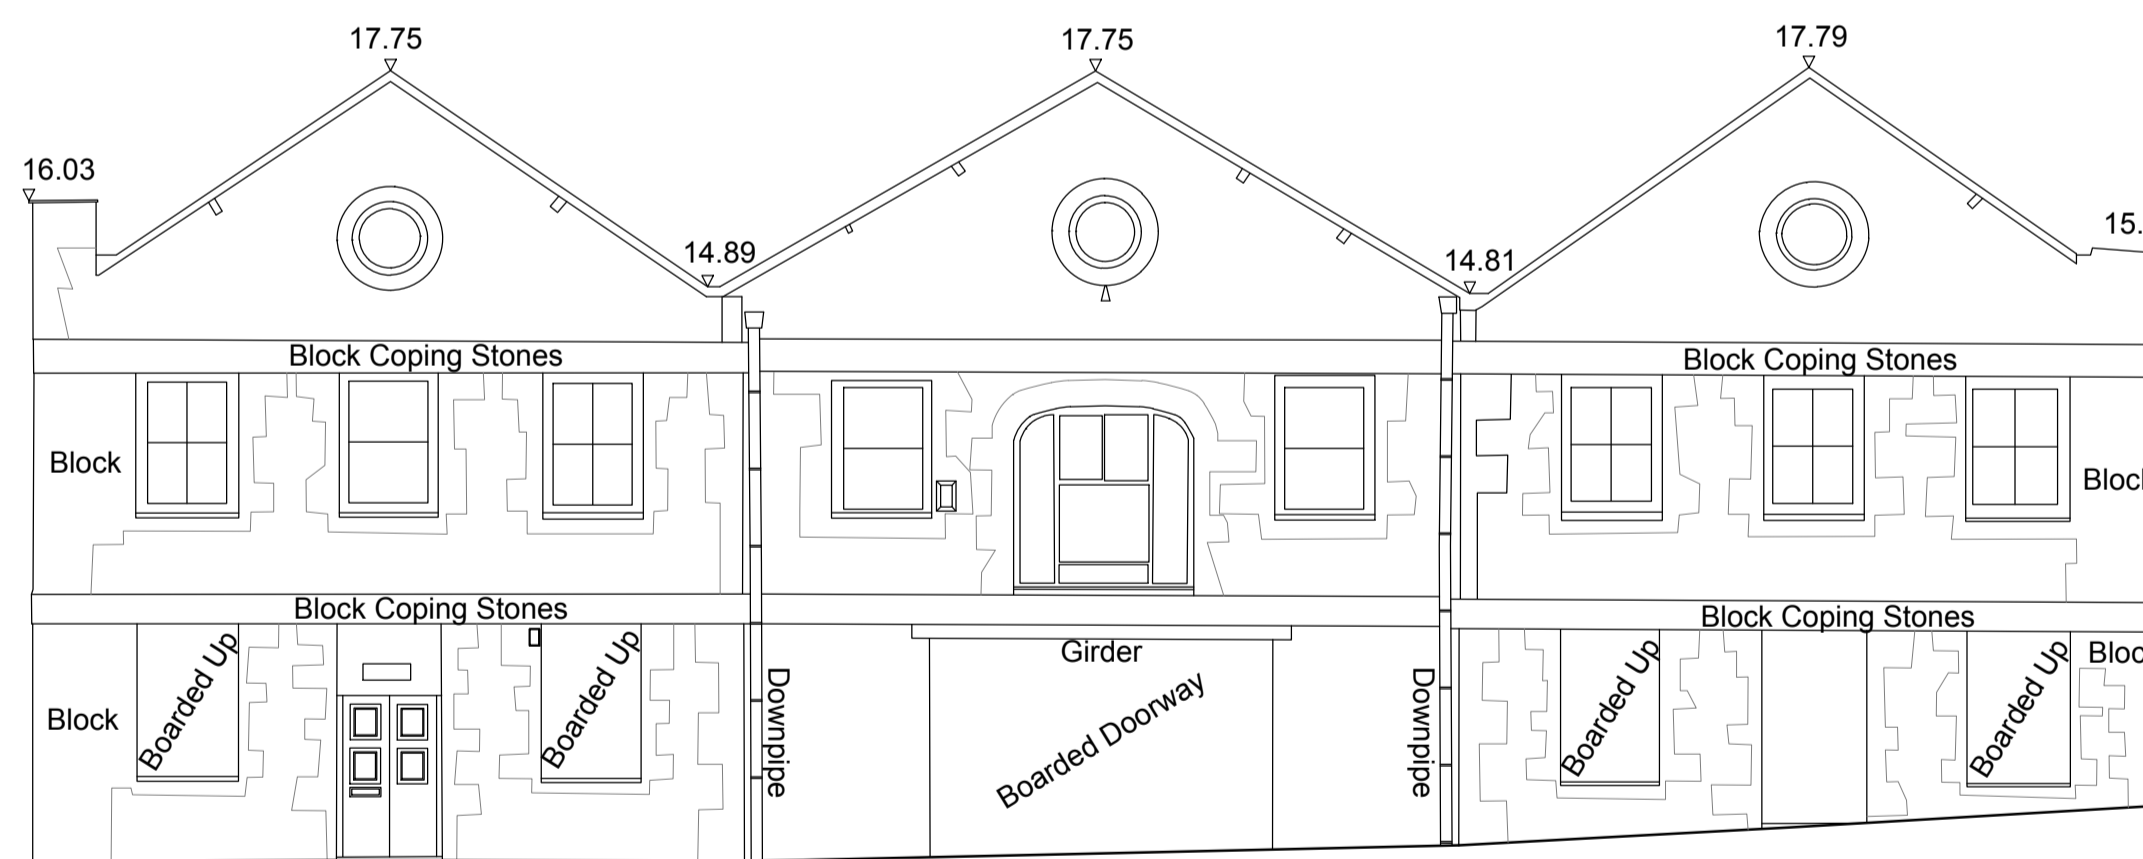 17.75
17.75
17.79
16.03
15.
14.89
14.81
Block Coping Stones
Block Coping Stones
Block
Block
Block Coping Stones
Block Coping Stones
Boarded Up
Boarded Up
Girder
Boarded Up
Boarded Up
Block
Block
Downpipe
Boarded Doorway
Downpipe